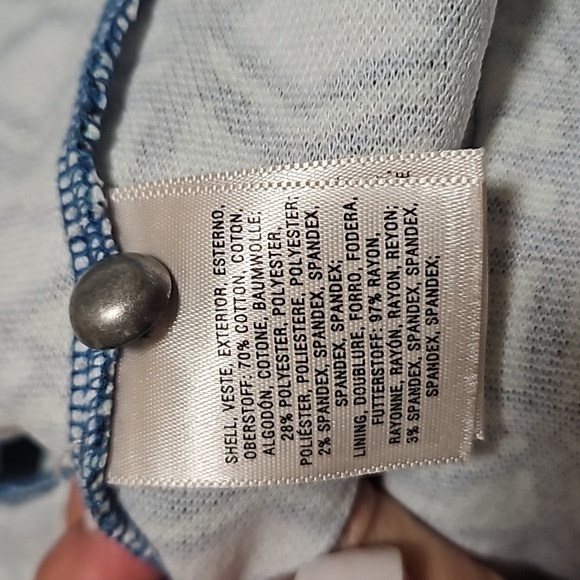 SHELL, VESTE, EXTERIOR, ESTERNO,
OBERSTOFF: 70% COTTON, COTON,
ALGODÓN, COTONE, BAUMWOLLE;
28% POLYESTER, POLYESTER,
POLIÉSTER, POLIESTERE, POLYESTER;
2% SPANDEX, SPANDEX, SPANDEX,
SPANDEX, SPANDEX;
LINING, DOUBLURE, FORRO, FODERA,
FUTTERSTOFF: 97% RAYON,
RAYONNE, RAYÓN, RAYON, REYON;
3% SPANDEX, SPANDEX, SPANDEX,
SPANDEX, SPANDEX;